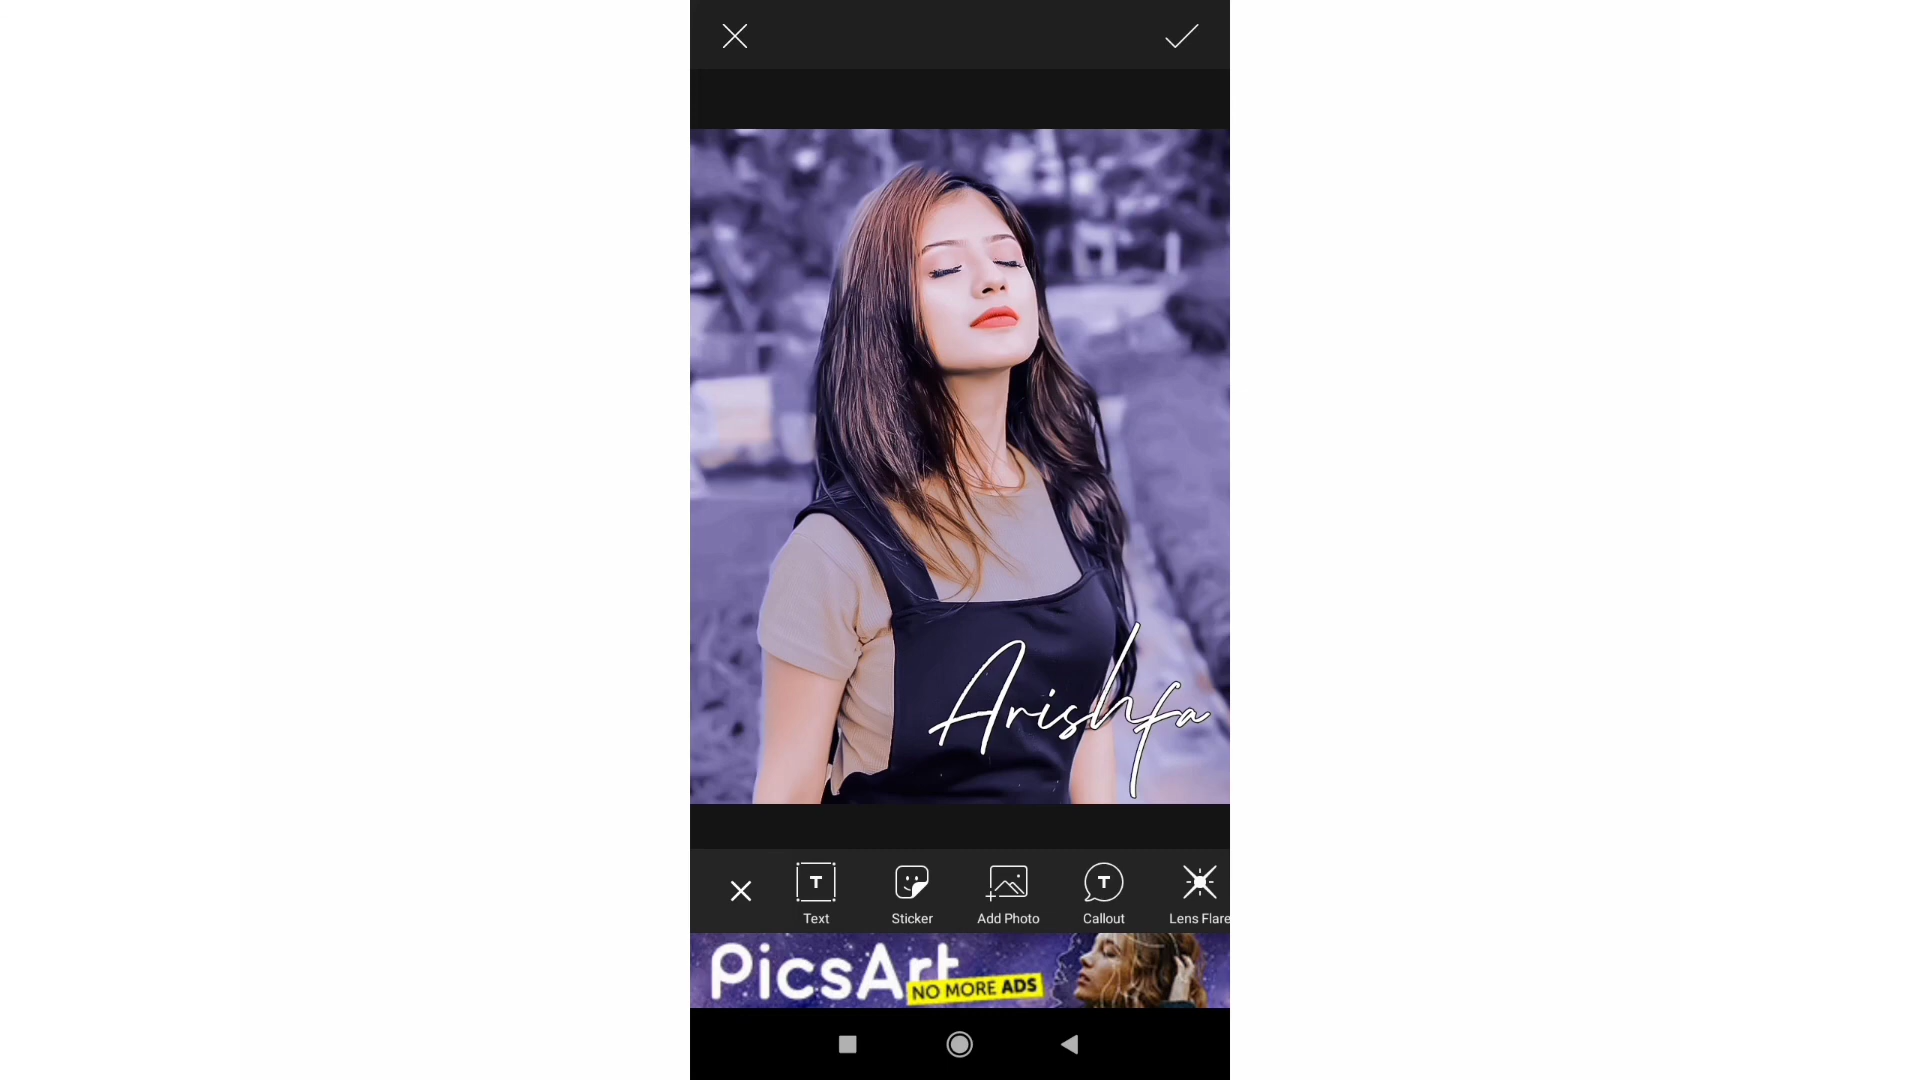 Arishfa
T
T
Text
Sticker
Add Photo
Callout
Lens Flare
PicsArt
NO MORE ADS